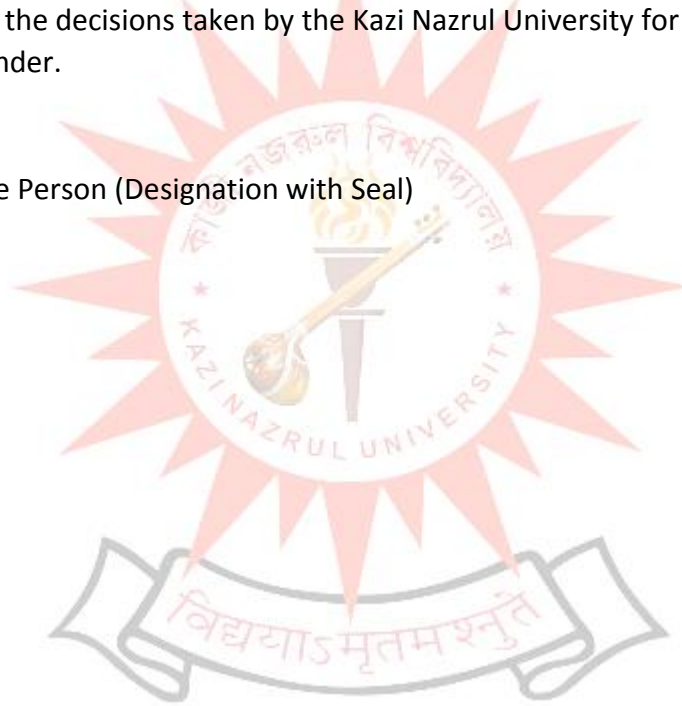 the decisions taken by the Kazi Nazrul University for
nder.
e Person (Designation with Seal)
কাজী নজরুল বিশ্ববিদ্যালয়
★ KAZI NAZRUL UNIVERSITY ★
विद्ययाऽमृतमश्नुते